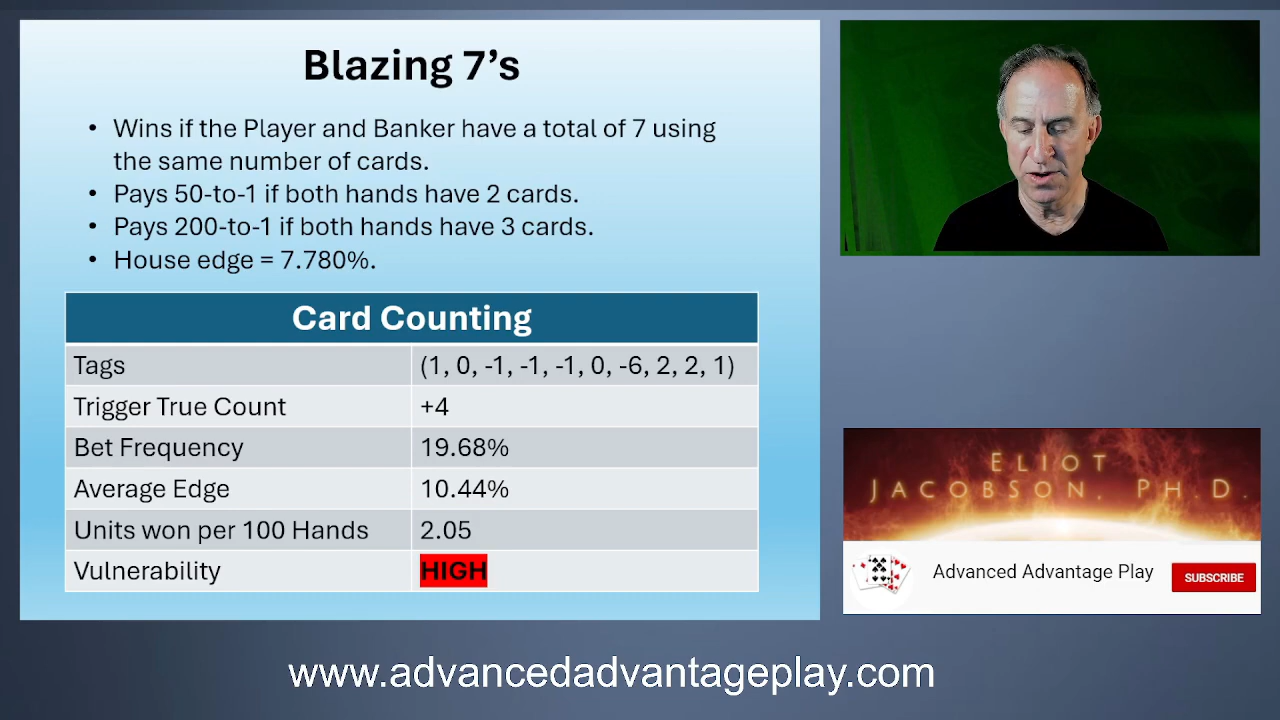 Blazing 7's
• Wins if the Player and Banker have a total of 7 using
the same number of cards.
• Pays 50-to-1 if both hands have 2 cards.
• Pays 200-to-1 if both hands have 3 cards.
• House edge = 7.780%.
Card Counting
Tags (1, 0, -1, -1, -1, 0, -6, 2, 2, 1)
Trigger True Count +4
Bet Frequency 19.68%
Average Edge 10.44%
Units won per 100 Hands 2.05
Vulnerability HIGH
ELIOT
JACOBSON, PH.D.
Advanced Advantage Play SUBSCRIBE
www.advancedadvantageplay.com